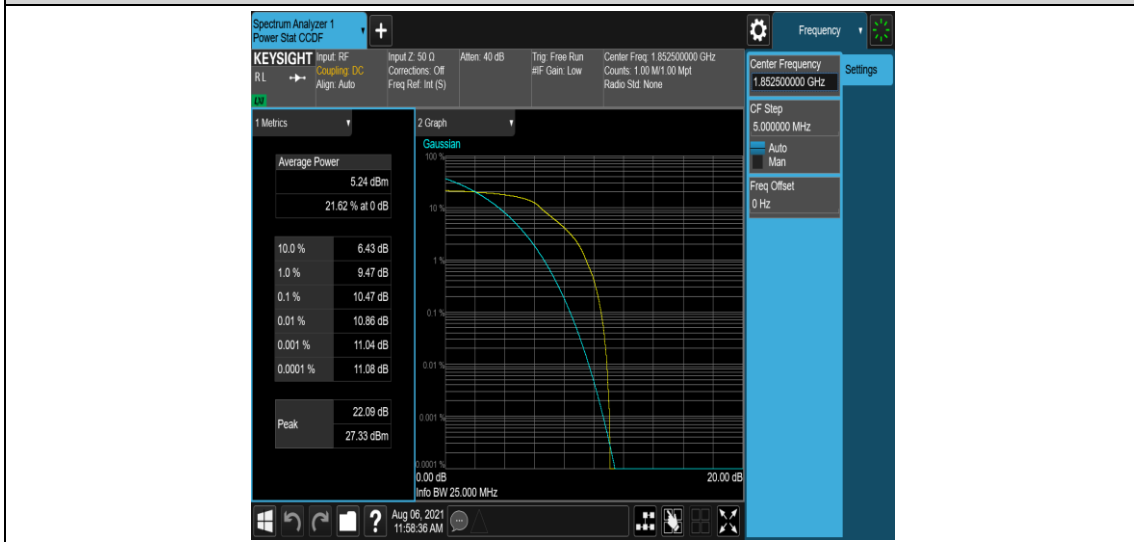 Spectrum Analyzer 1
Power Stat CCDF
+
Frequency
KEYSIGHT
RL
LXI
Input: RF
Coupling: DC
Align: Auto
Input Z: 50 Ω
Corrections: Off
Freq Ref: Int (S)
Atten: 40 dB
Trig: Free Run
#IF Gain: Low
Center Freq: 1.852500000 GHz
Counts: 1.00 M/1.00 Mpt
Radio Std: None
Center Frequency
1.852500000 GHz
Settings
CF Step
5.000000 MHz
Auto
Man
Freq Offset
0 Hz
1 Metrics
Average Power
5.24 dBm
21.62 % at 0 dB
10.0 % 6.43 dB
1.0 % 9.47 dB
0.1 % 10.47 dB
0.01 % 10.86 dB
0.001 % 11.04 dB
0.0001 % 11.08 dB
Peak
22.09 dB
27.33 dBm
2 Graph
Gaussian
100 %
10 %
1 %
0.1 %
0.01 %
0.001 %
0.0001 %
0.00 dB 20.00 dB
Info BW 25.000 MHz
?
Aug 06, 2021
11:58:36 AM